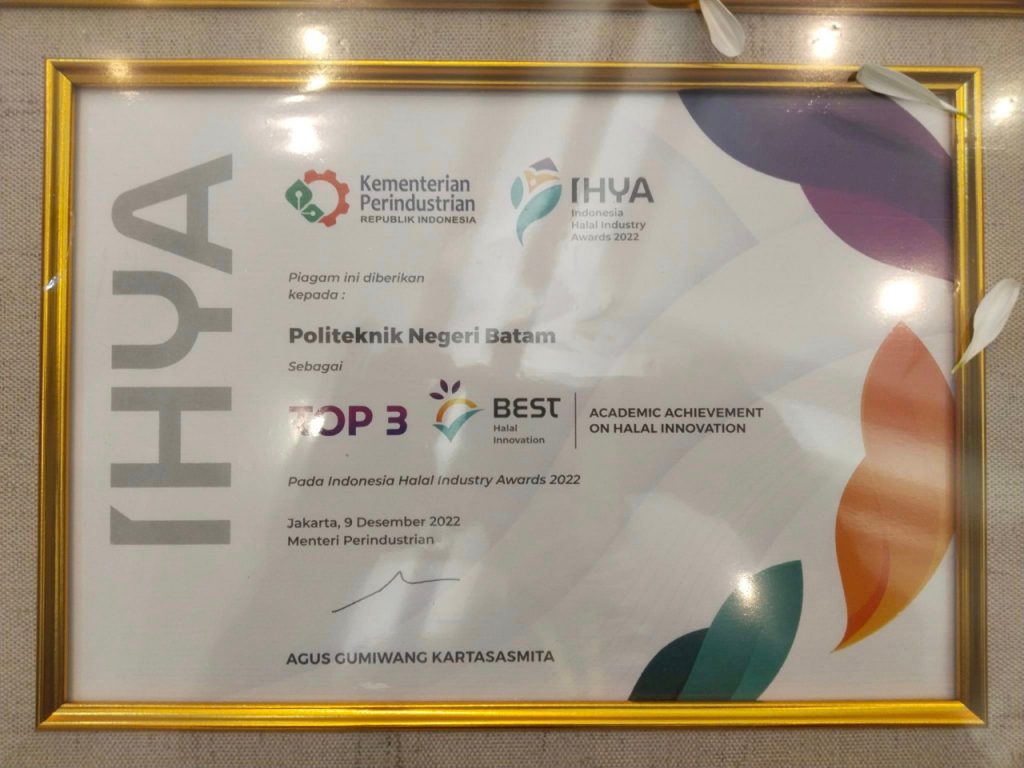 IHYA
Kementerian
Perindustrian
REPUBLIK INDONESIA
IHYA
Indonesia
Halal Industry
Awards 2022
Piagam ini diberikan
kepada :
Politeknik Negeri Batam
Sebagai
TOP 3
BEST
Halal
Innovation
ACADEMIC ACHIEVEMENT
ON HALAL INNOVATION
Pada Indonesia Halal Industry Awards 2022
Jakarta, 9 Desember 2022
Menteri Perindustrian
AGUS GUMIWANG KARTASASMITA